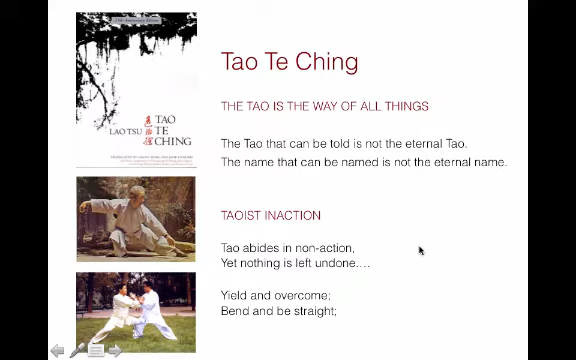 LAO TSU
TAO
TE
CHING
Tao Te Ching
THE TAO IS THE WAY OF ALL THINGS
The Tao that can be told is not the eternal Tao.
The name that can be named is not the eternal name.
TAOIST INACTION
Tao abides in non-action,
Yet nothing is left undone....
Yield and overcome;
Bend and be straight;